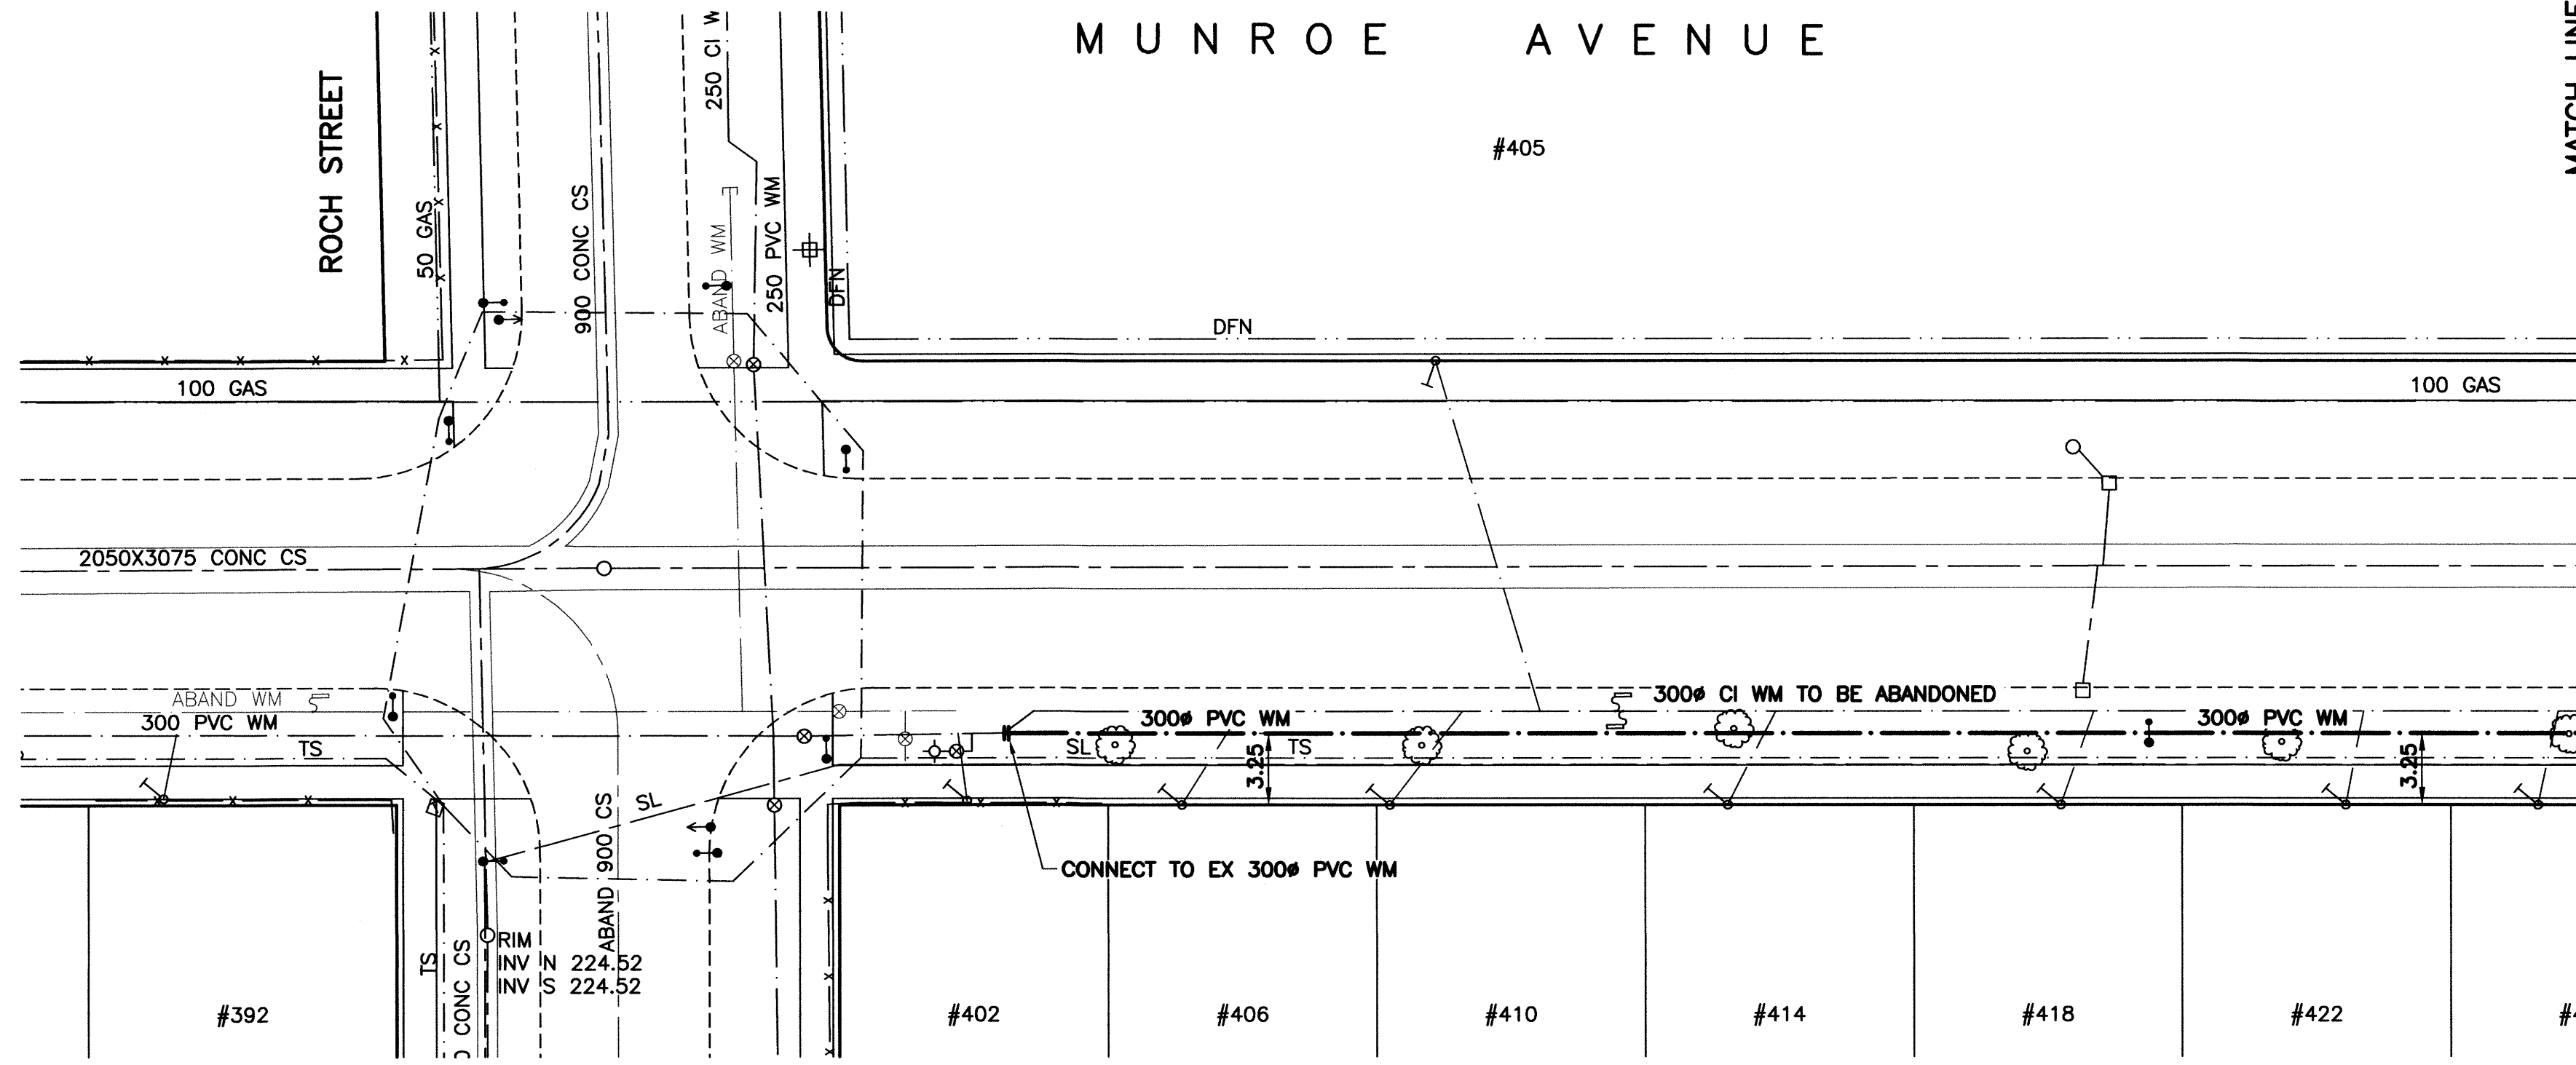 MUNROE AVENUE
ROCH STREET
50 GAS
900 CONC CS
250 CI W
ABAND WM
250 PVC WM
DFN
#405
DFN
100 GAS
100 GAS
2050X3075 CONC CS
ABAND WM
300 PVC WM
TS
SL
ABAND 900 CS
300ø PVC WM
SL
TS
3.25
300ø CI WM TO BE ABANDONED
300ø PVC WM
3.25
CONNECT TO EX 300ø PVC WM
RIM
INV N 224.52
INV S 224.52
TS
CONC CS
#392
#402
#406
#410
#414
#418
#422
MATCH LINE